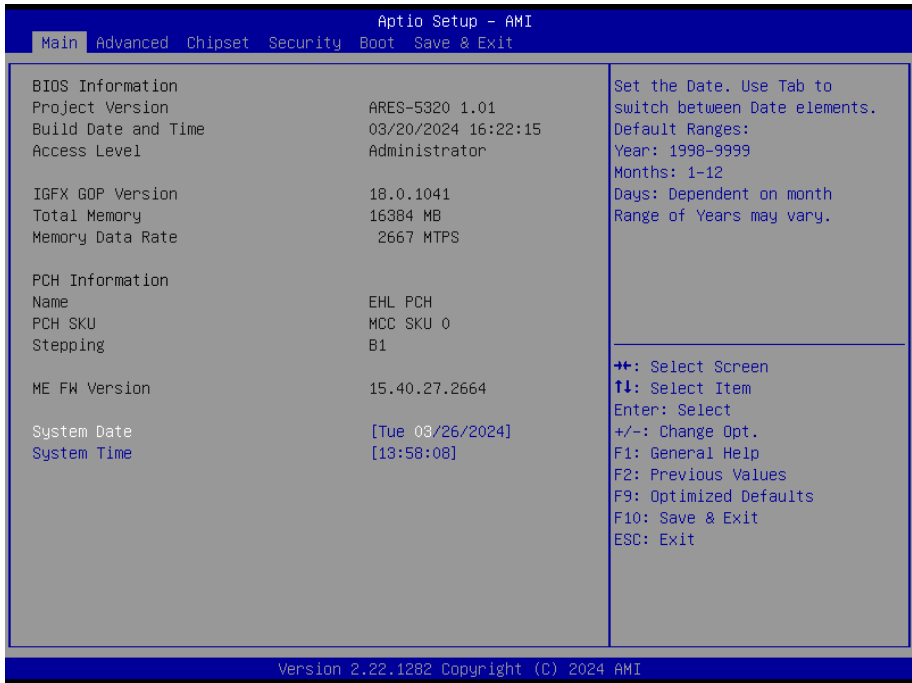 Aptio Setup – AMI
Main Advanced Chipset Security Boot Save & Exit
BIOS Information
Project Version ARES-5320 1.01
Build Date and Time 03/20/2024 16:22:15
Access Level Administrator
IGFX GOP Version 18.0.1041
Total Memory 16384 MB
Memory Data Rate 2667 MTPS
PCH Information
Name EHL PCH
PCH SKU MCC SKU 0
Stepping B1
ME FW Version 15.40.27.2664
System Date [Tue 03/26/2024]
System Time [13:58:08]
Set the Date. Use Tab to
switch between Date elements.
Default Ranges:
Year: 1998-9999
Months: 1-12
Days: Dependent on month
Range of Years may vary.
→←: Select Screen
↑↓: Select Item
Enter: Select
+/-: Change Opt.
F1: General Help
F2: Previous Values
F9: Optimized Defaults
F10: Save & Exit
ESC: Exit
Version 2.22.1282 Copyright (C) 2024 AMI